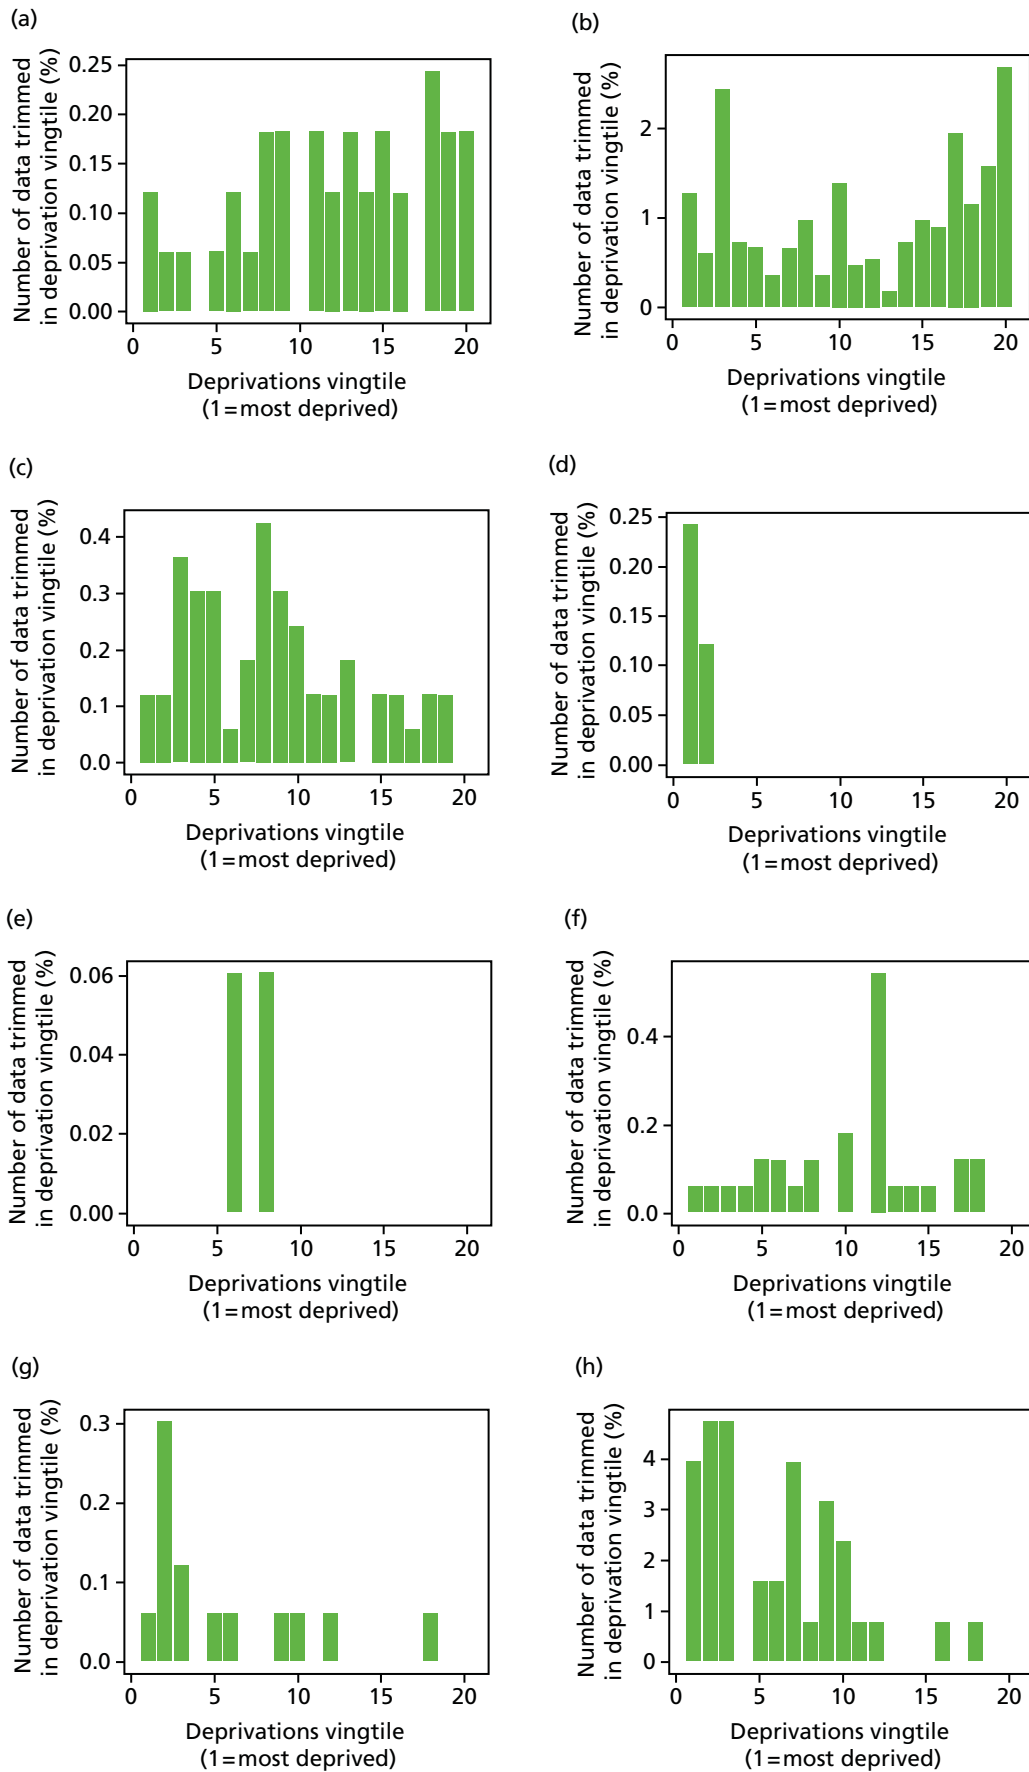 (a)
Number of data trimmed
in deprivation vingtile (%)
0.25
0.20
0.15
0.10
0.05
0.00
0 5 10 15 20
Deprivations vingtile
(1=most deprived)
(b)
Number of data trimmed
in deprivation vingtile (%)
2
1
0
0 5 10 15 20
Deprivations vingtile
(1=most deprived)
(c)
Number of data trimmed
in deprivation vingtile (%)
0.4
0.3
0.2
0.1
0.0
0 5 10 15 20
Deprivations vingtile
(1=most deprived)
(d)
Number of data trimmed
in deprivation vingtile (%)
0.25
0.20
0.15
0.10
0.05
0.00
0 5 10 15 20
Deprivations vingtile
(1=most deprived)
(e)
Number of data trimmed
in deprivation vingtile (%)
0.06
0.04
0.02
0.00
0 5 10 15 20
Deprivations vingtile
(1=most deprived)
(f)
Number of data trimmed
in deprivation vingtile (%)
0.4
0.2
0.0
0 5 10 15 20
Deprivations vingtile
(1=most deprived)
(g)
Number of data trimmed
in deprivation vingtile (%)
0.3
0.2
0.1
0.0
0 5 10 15 20
Deprivations vingtile
(1=most deprived)
(h)
Number of data trimmed
in deprivation vingtile (%)
4
3
2
1
0
0 5 10 15 20
Deprivations vingtile
(1=most deprived)